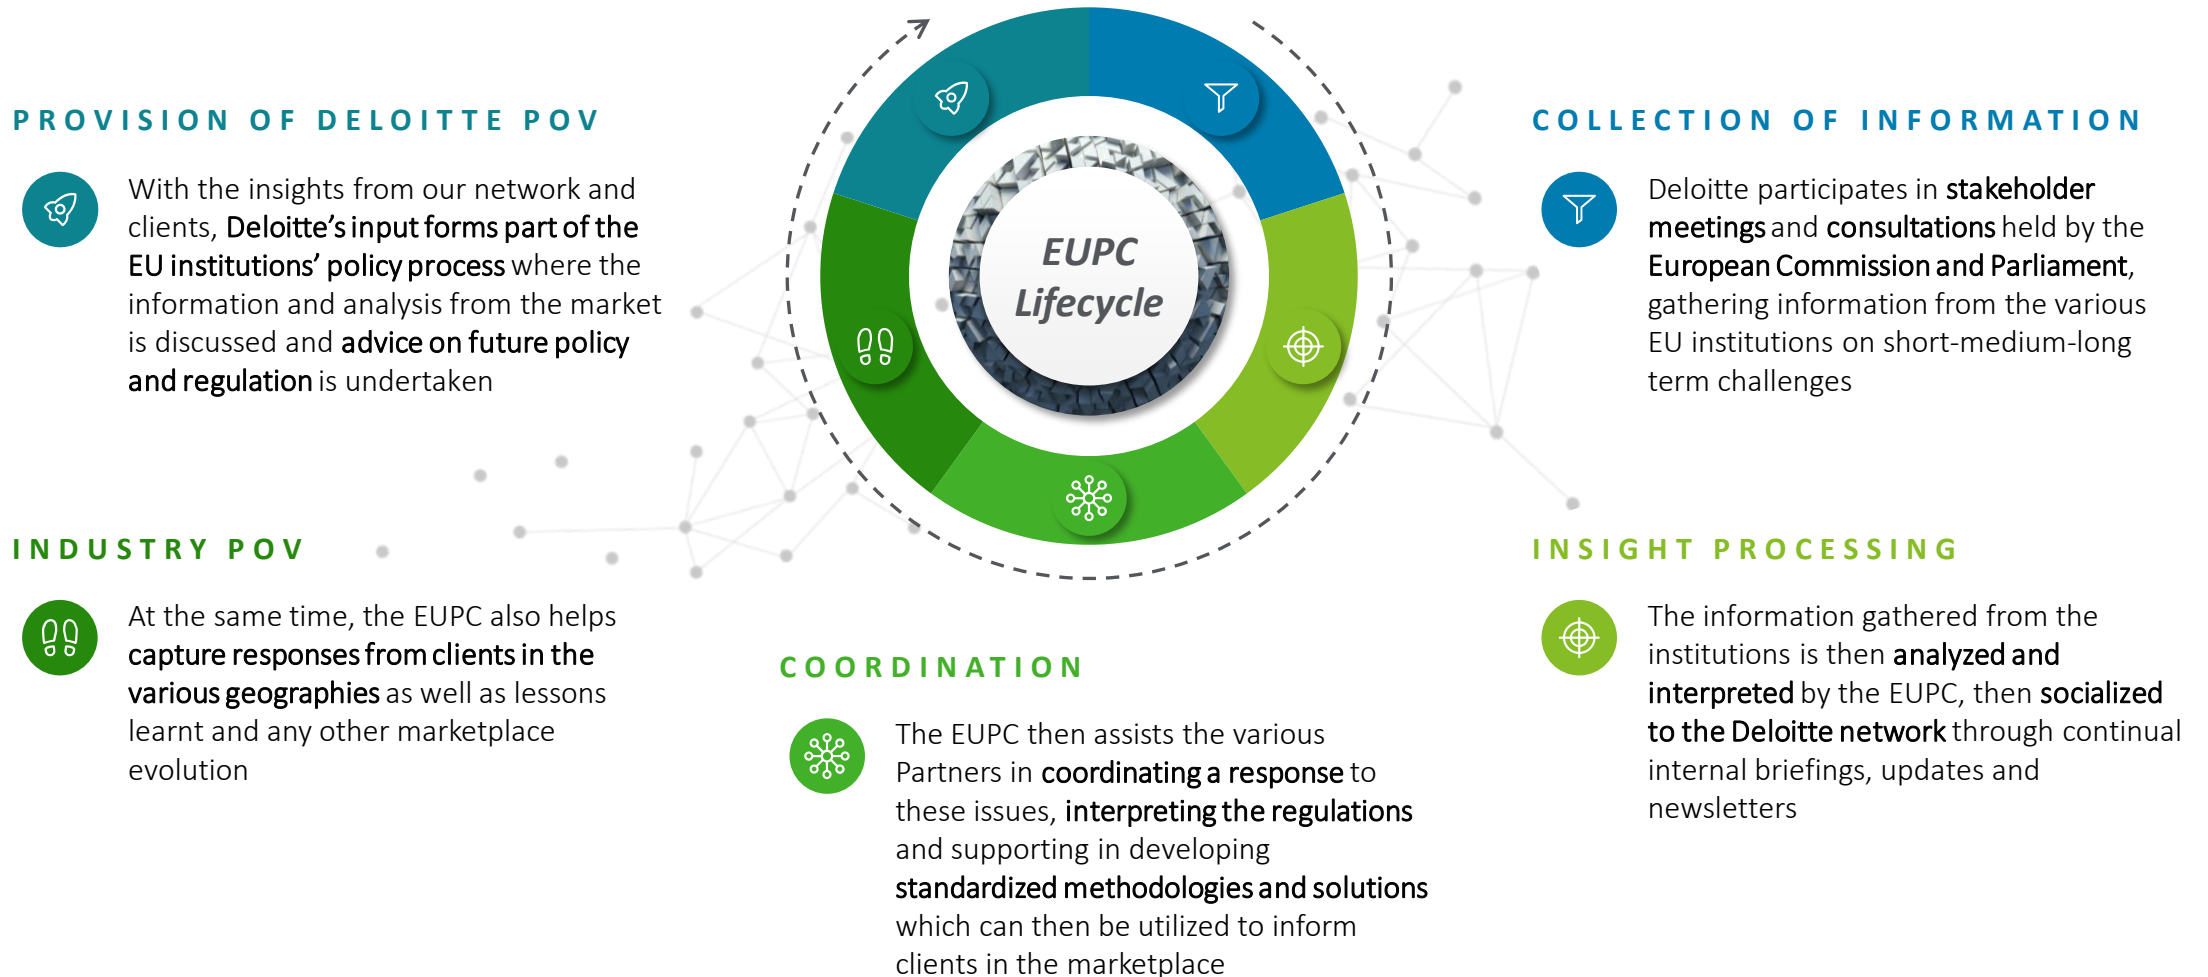 PROVISION OF DELOITTE POV
With the insights from our network and
clients, Deloitte's input forms part of the
EU institutions' policy process where the
information and analysis from the market
is discussed and advice on future policy
and regulation is undertaken
INDUSTRY POV
At the same time, the EUPC also helps
capture responses from clients in the
various geographies as well as lessons
learnt and any other marketplace
evolution
EUPC
Lifecycle
COORDINATION
The EUPC then assists the various
Partners in coordinating a response to
these issues, interpreting the regulations
and supporting in developing
standardized methodologies and solutions
which can then be utilized to inform
clients in the marketplace
COLLECTION OF INFORMATION
Deloitte participates in stakeholder
meetings and consultations held by the
European Commission and Parliament,
gathering information from the various
EU institutions on short-medium-long
term challenges
INSIGHT PROCESSING
The information gathered from the
institutions is then analyzed and
interpreted by the EUPC, then socialized
to the Deloitte network through continual
internal briefings, updates and
newsletters